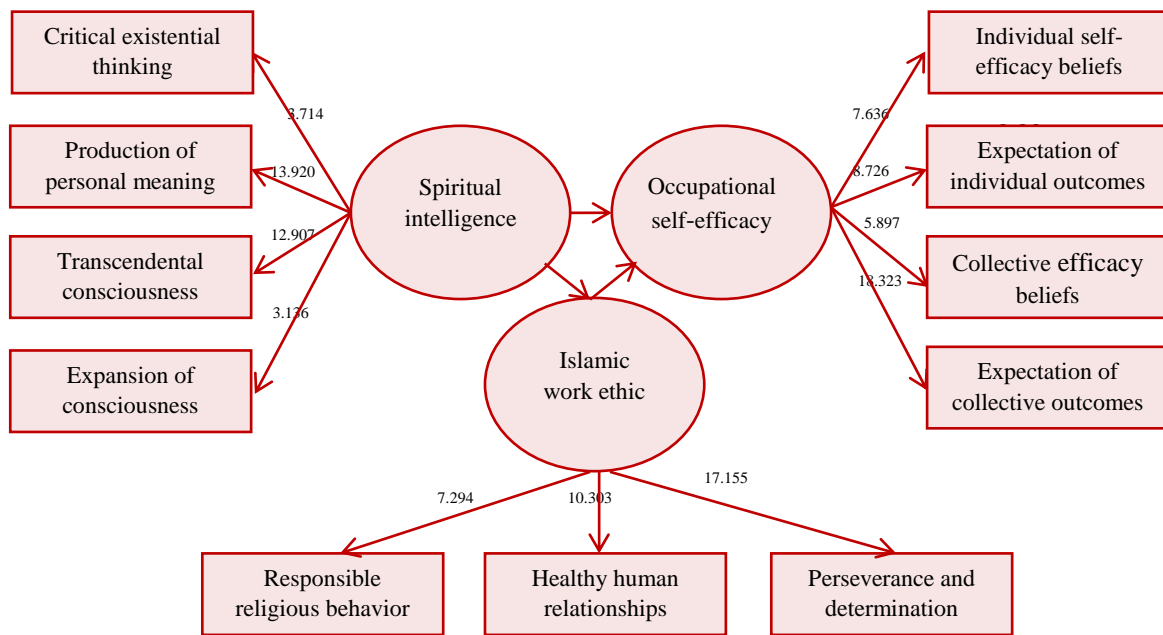 Critical existential
thinking
Individual self-
efficacy beliefs
3.714
7.636
Production of
personal meaning
13.920
Spiritual
intelligence
Occupational
self-efficacy
8.726
Expectation of
individual outcomes
Transcendental
consciousness
12.907
5.897
Collective efficacy
beliefs
3.136
18.323
Expansion of
consciousness
Islamic
work ethic
Expectation of
collective outcomes
7.294
10.303
17.155
Responsible
religious behavior
Healthy human
relationships
Perseverance and
determination